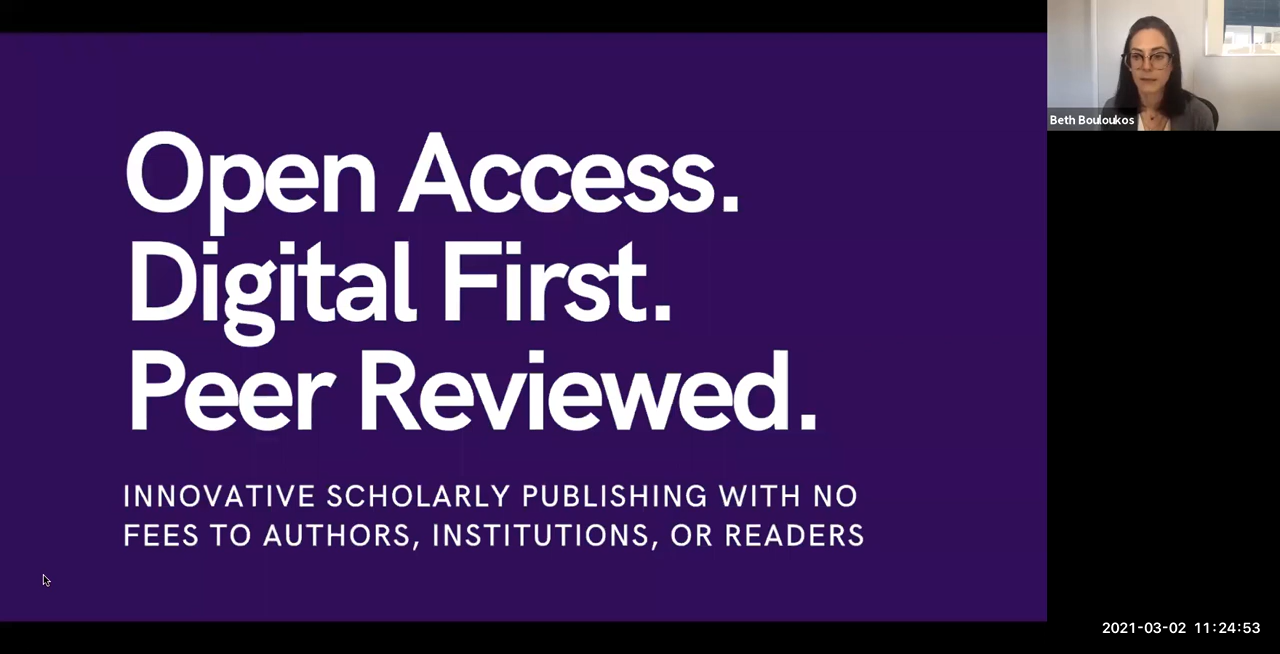 Open Access.
Digital First.
Peer Reviewed.
INNOVATIVE SCHOLARLY PUBLISHING WITH NO
FEES TO AUTHORS, INSTITUTIONS, OR READERS
Beth Bouloukos
2021-03-02 11:24:53